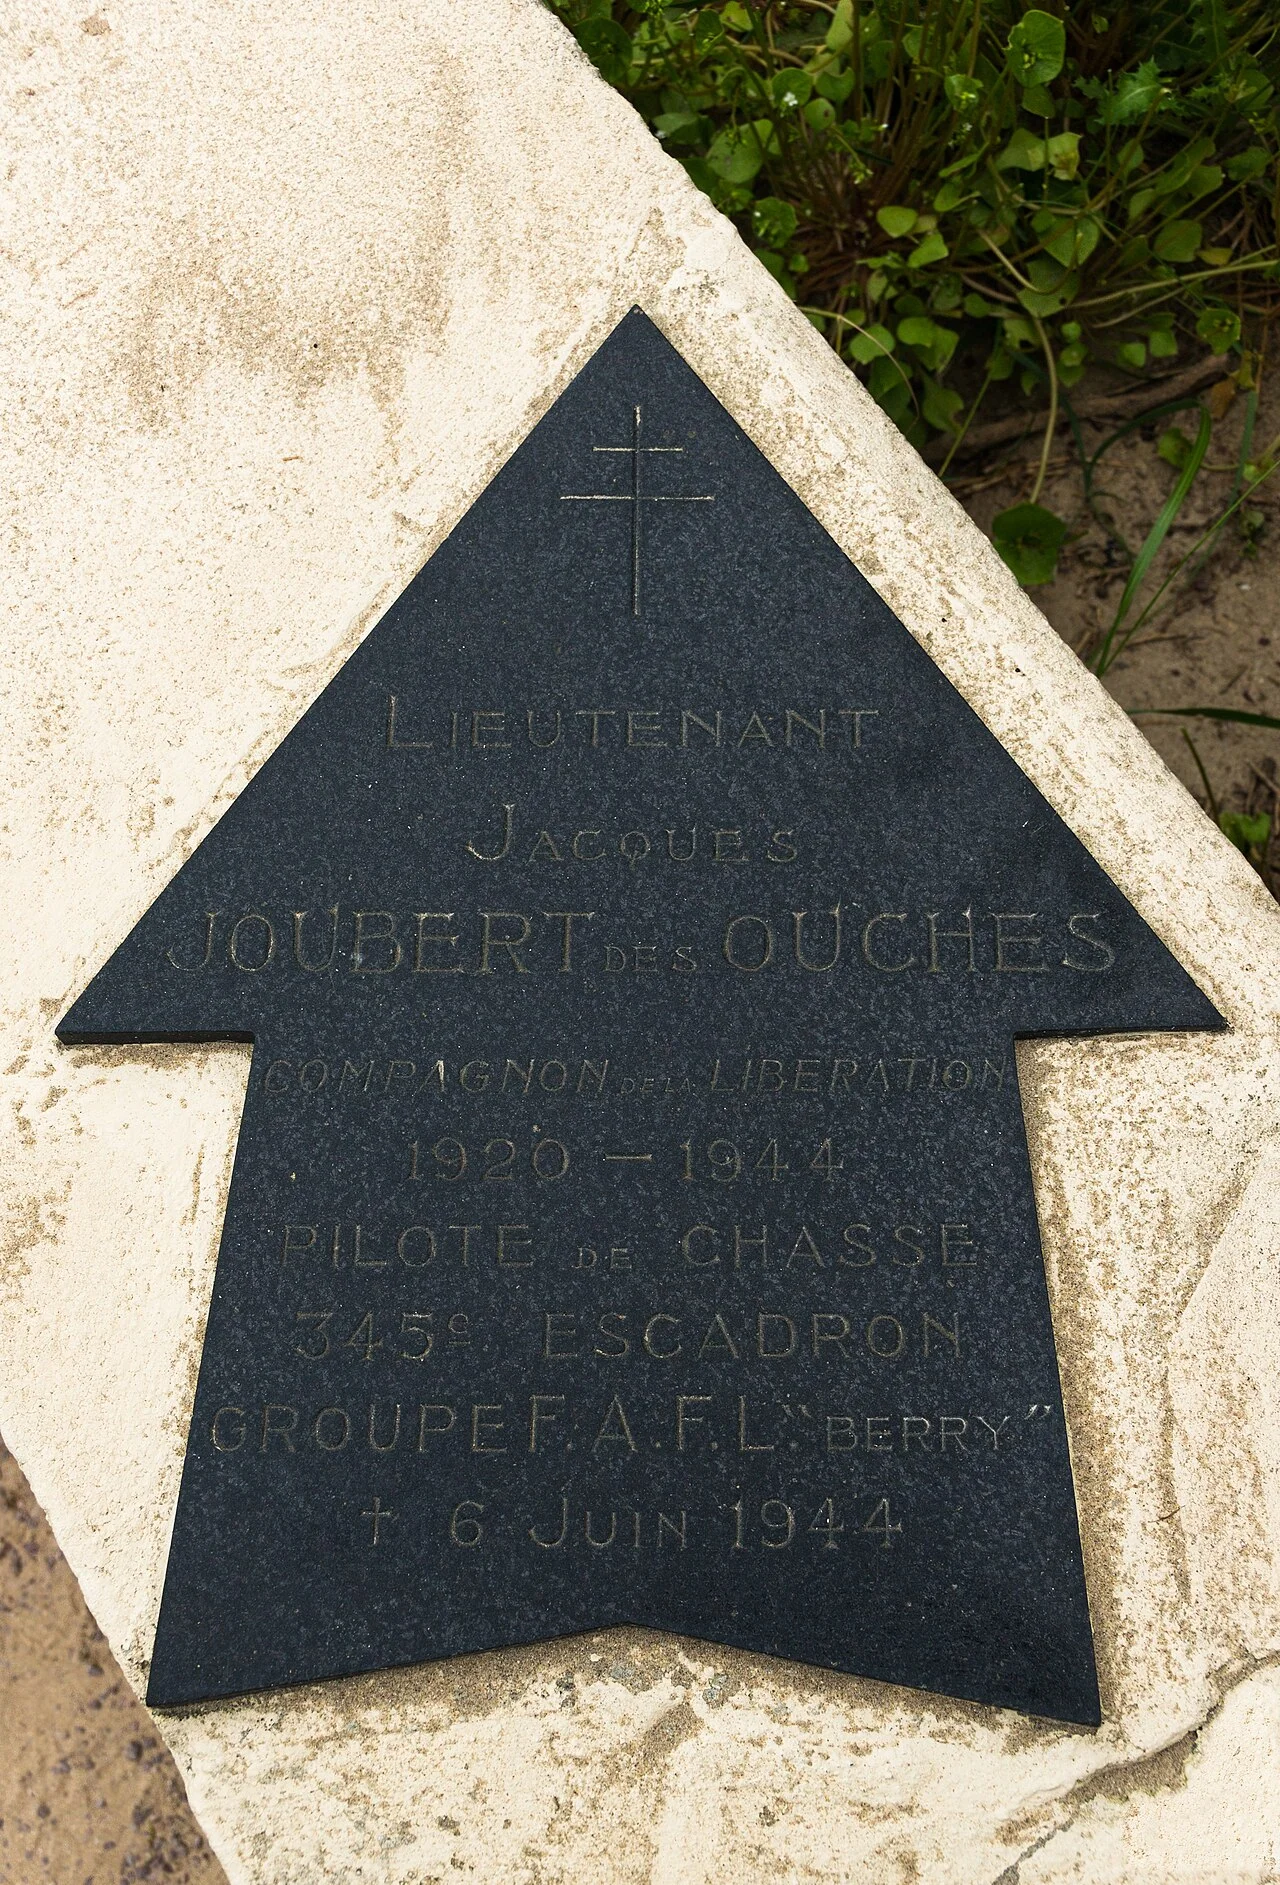 Lieutenant
Jacques
JOUBERT DES OUCHES
COMPAGNON DE LA LIBERATION
1920 — 1944
PILOTE DE CHASSE
345e ESCADRON
GROUPE F.A.F.L. "BERRY"
† 6 Juin 1944